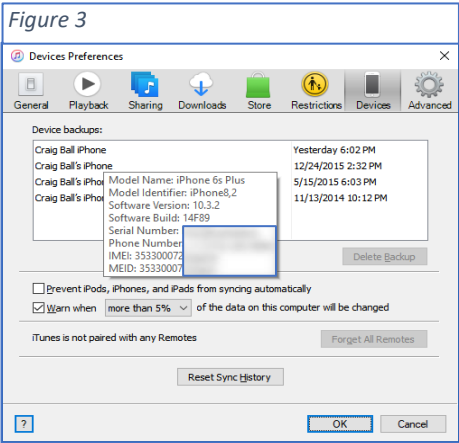 Figure 3
Devices Preferences
General Playback Sharing Downloads Store Restrictions Devices Advanced
Device backups:
Craig Ball iPhone Yesterday 6:02 PM
Craig Ball's iPhone 12/24/2015 2:32 PM
Craig Ball's iPho 5/15/2015 6:03 PM
Craig Ball's iPho 11/13/2014 10:12 PM
Model Name: iPhone 6s Plus
Model Identifier: iPhone8,2
Software Version: 10.3.2
Software Build: 14F89
Serial Number:
Phone Number
IMEI: 353300072
MEID: 35330007
Delete Backup
Prevent iPods, iPhones, and iPads from syncing automatically
Warn when more than 5% of the data on this computer will be changed
iTunes is not paired with any Remotes Forget All Remotes
Reset Sync History
? OK Cancel